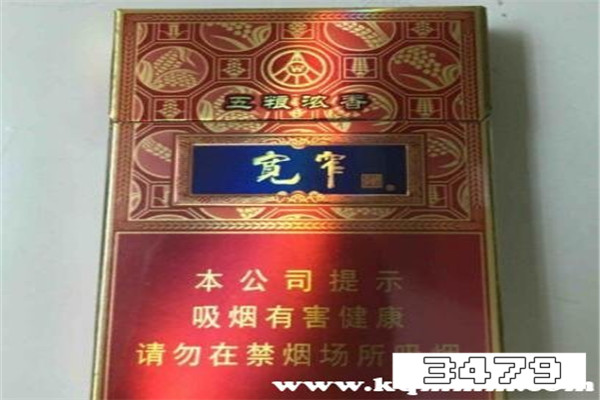 五粮浓香
宽窄
本公司提示
吸烟有害健康
请勿在禁烟场所吸烟
3479